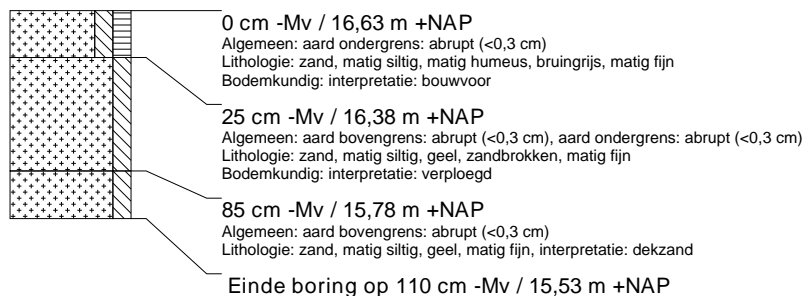 0 cm -Mv / 16,63 m +NAP
Algemeen: aard ondergrens: abrupt (<0,3 cm)
Lithologie: zand, matig siltig, matig humeus, bruingrijs, matig fijn
Bodemkundig: interpretatie: bouwvoor
25 cm -Mv / 16,38 m +NAP
Algemeen: aard bovengrens: abrupt (<0,3 cm), aard ondergrens: abrupt (<0,3 cm)
Lithologie: zand, matig siltig, geel, zandbrokken, matig fijn
Bodemkundig: interpretatie: verploegd
85 cm -Mv / 15,78 m +NAP
Algemeen: aard bovengrens: abrupt (<0,3 cm)
Lithologie: zand, matig siltig, geel, matig fijn, interpretatie: dekzand
Einde boring op 110 cm -Mv / 15,53 m +NAP